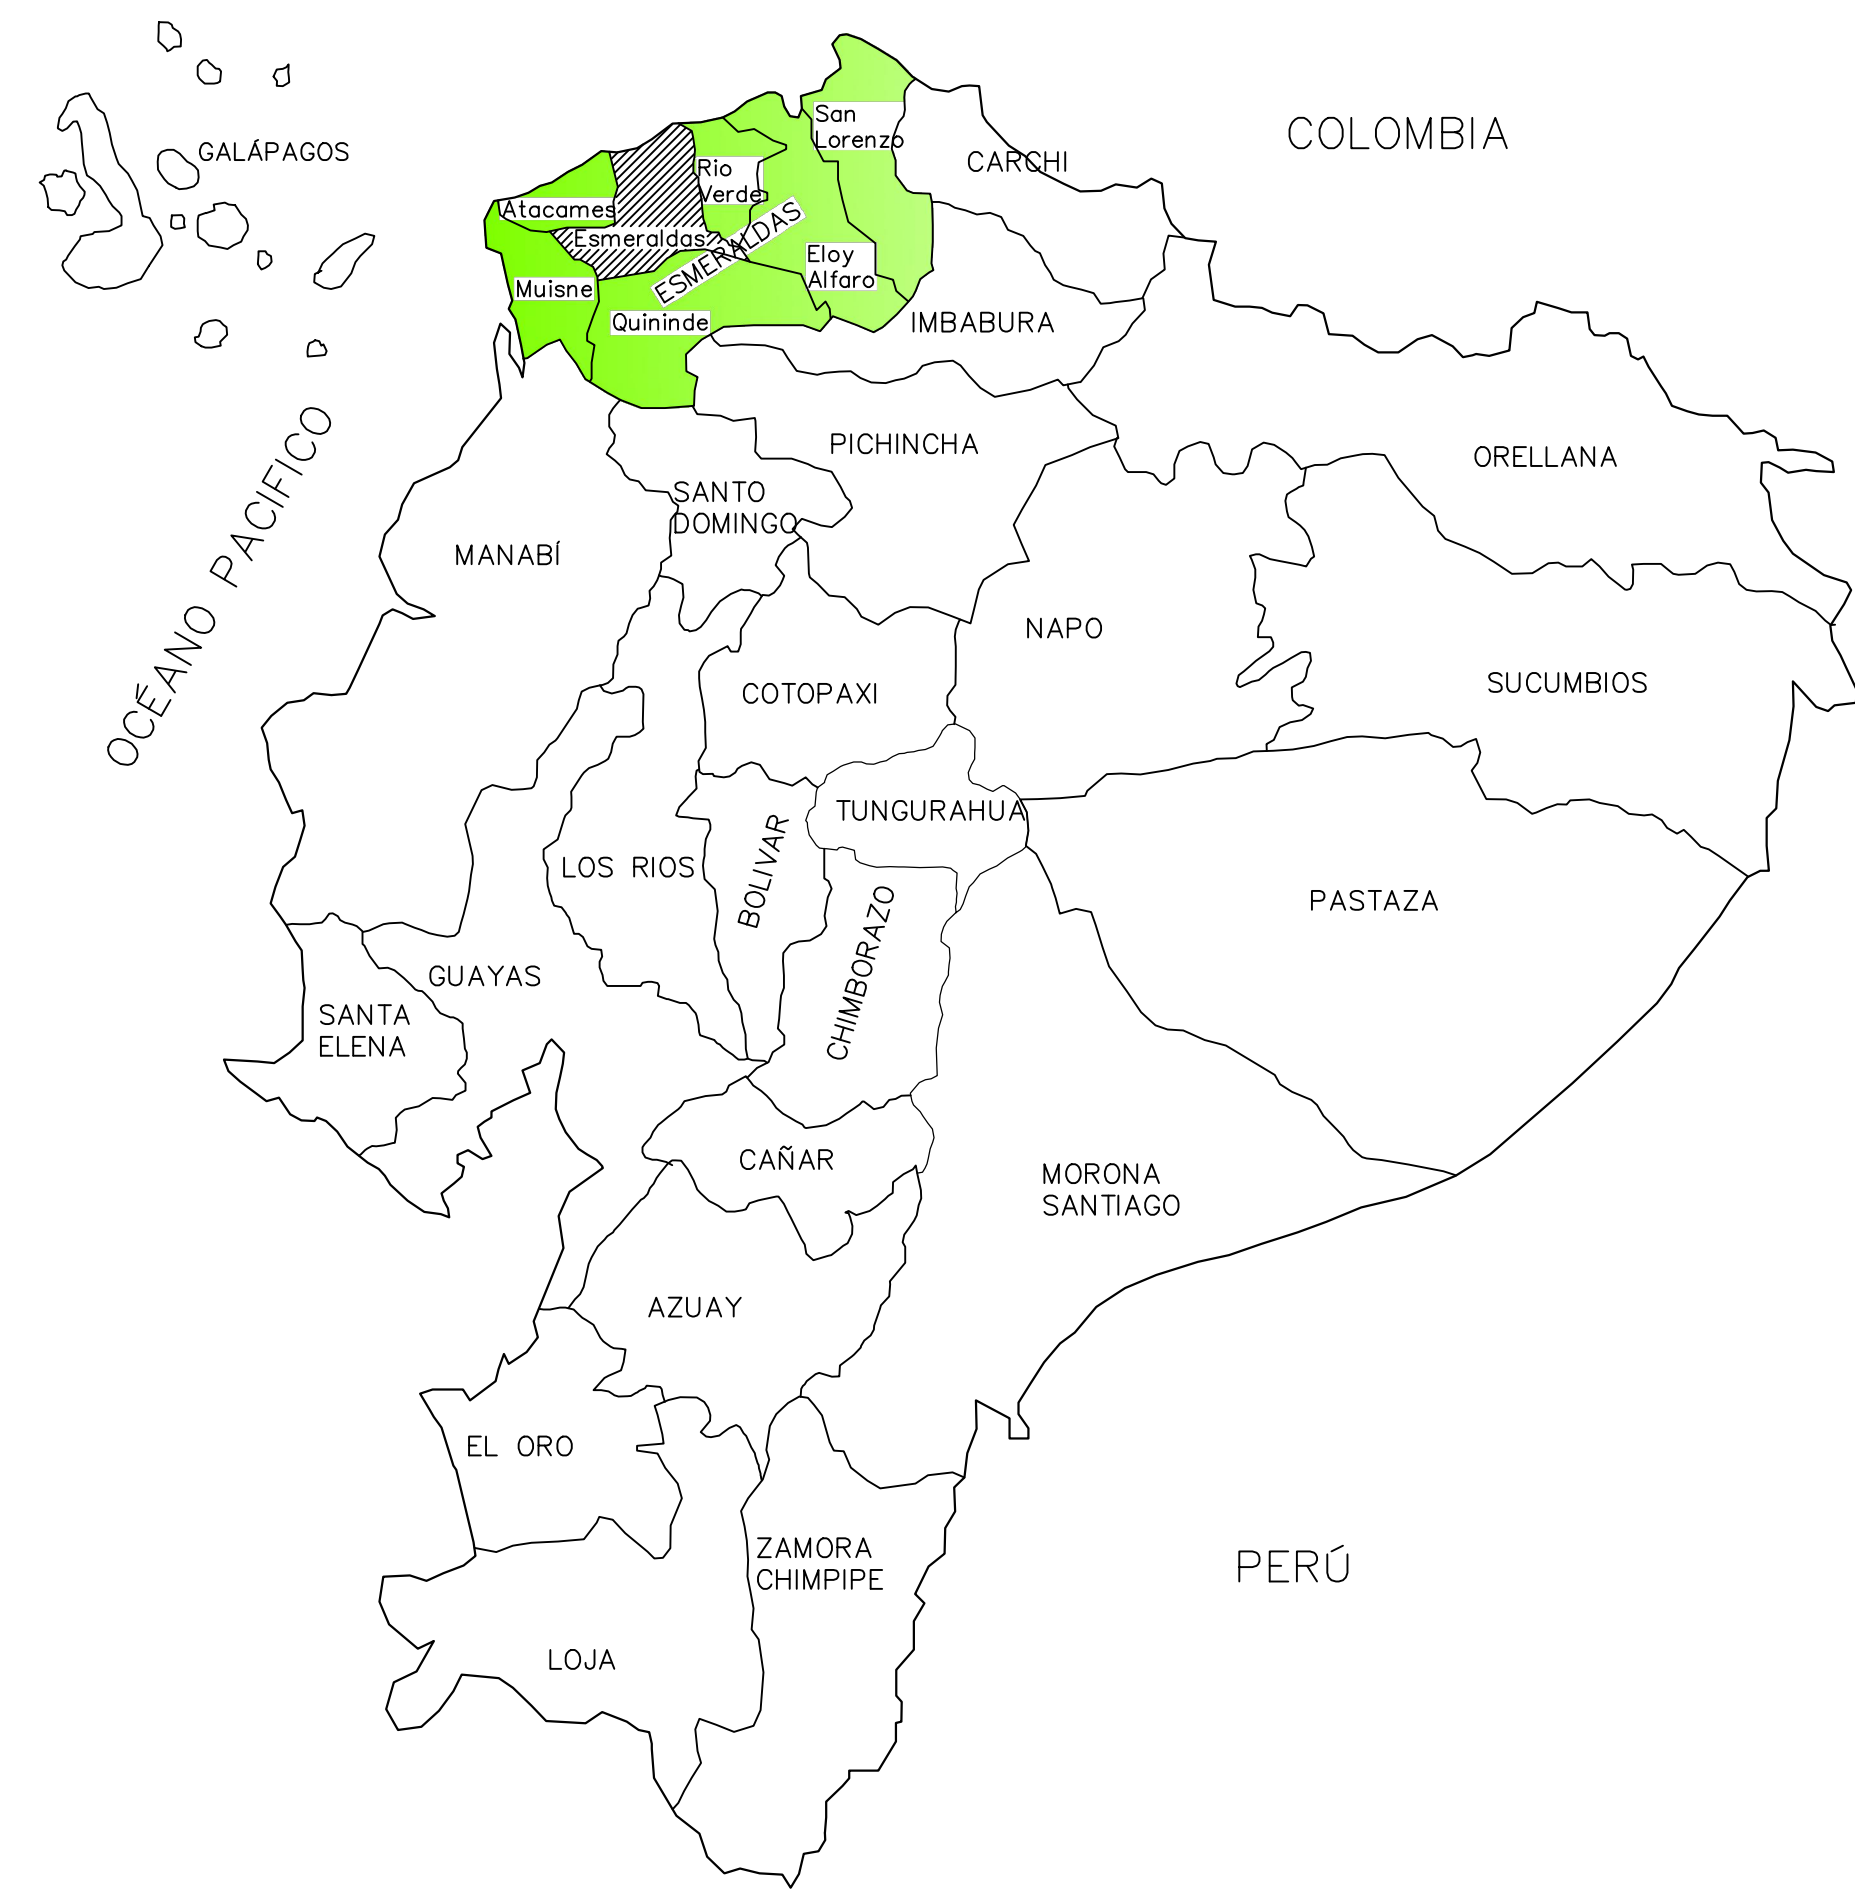 COLOMBIA
San
Lorenzo
GALÁPAGOS
CARCHI
Rio
Verde
Atacames
Esmeraldas
ESMERALDAS
Eloy
Alfaro
Muisne
Quininde
IMBABURA
OCÉANO PACIFICO
PICHINCHA
ORELLANA
SANTO
DOMINGO
MANABÍ
NAPO
SUCUMBIOS
COTOPAXI
TUNGURAHUA
LOS RIOS
BOLIVAR
CHIMBORAZO
PASTAZA
GUAYAS
SANTA
ELENA
CAÑAR
MORONA
SANTIAGO
AZUAY
EL ORO
ZAMORA
CHIMPIPE
PERÚ
LOJA